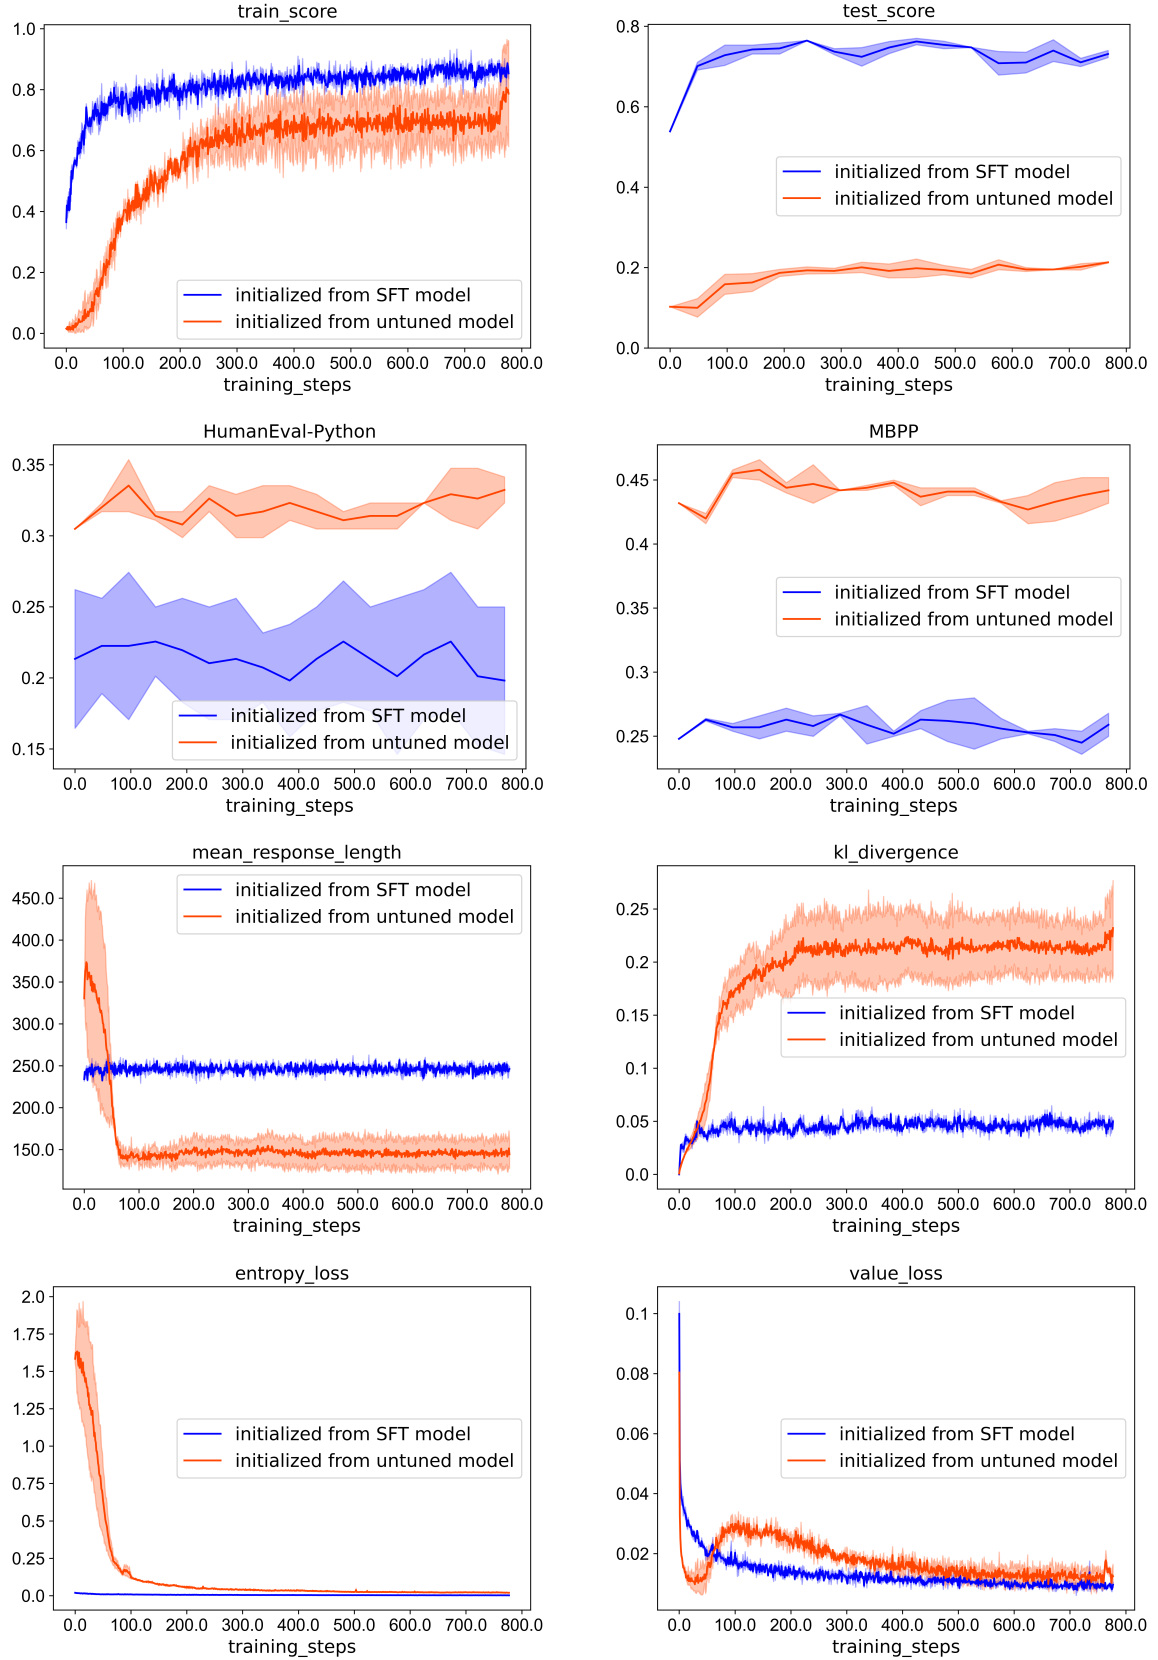 train_score
1.0
0.8
0.6
0.4
0.2
0.0
initialized from SFT model
initialized from untuned model
0.0 100.0 200.0 300.0 400.0 500.0 600.0 700.0 800.0
training_steps
test_score
0.8
0.6
0.4
0.2
0.0
initialized from SFT model
initialized from untuned model
0.0 100.0 200.0 300.0 400.0 500.0 600.0 700.0 800.0
training_steps
HumanEval-Python
0.35
0.3
0.25
0.2
0.15
initialized from SFT model
initialized from untuned model
0.0 100.0 200.0 300.0 400.0 500.0 600.0 700.0 800.0
training_steps
MBPP
0.45
0.4
0.35
0.3
0.25
initialized from SFT model
initialized from untuned model
0.0 100.0 200.0 300.0 400.0 500.0 600.0 700.0 800.0
training_steps
mean_response_length
450.0
400.0
350.0
300.0
250.0
200.0
150.0
initialized from SFT model
initialized from untuned model
0.0 100.0 200.0 300.0 400.0 500.0 600.0 700.0 800.0
training_steps
kl_divergence
0.25
0.2
0.15
0.1
0.05
0.0
initialized from SFT model
initialized from untuned model
0.0 100.0 200.0 300.0 400.0 500.0 600.0 700.0 800.0
training_steps
entropy_loss
2.0
1.75
1.5
1.25
1.0
0.75
0.5
0.25
0.0
initialized from SFT model
initialized from untuned model
0.0 100.0 200.0 300.0 400.0 500.0 600.0 700.0 800.0
training_steps
value_loss
0.1
0.08
0.06
0.04
0.02
initialized from SFT model
initialized from untuned model
0.0 100.0 200.0 300.0 400.0 500.0 600.0 700.0 800.0
training_steps